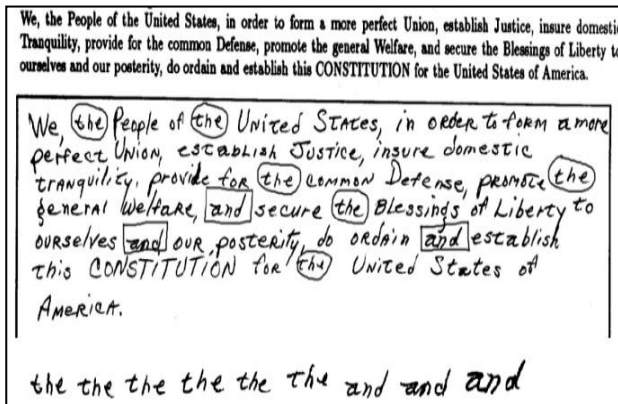 We, the People of the United States, in order to form a more perfect Union, establish Justice, insure domestic
Tranquility, provide for the common Defense, promote the general Welfare, and secure the Blessings of Liberty to
ourselves and our posterity, do ordain and establish this CONSTITUTION for the United States of America.
We, the People of the United States, in order to form a more
perfect Union, establish Justice, insure domestic
tranquility, provide for the common Defense, promote the
general Welfare, and secure the Blessings of Liberty to
ourselves and our posterity, do ordain and establish
this CONSTITUTION for the United States of
America.
the the the the the the and and and